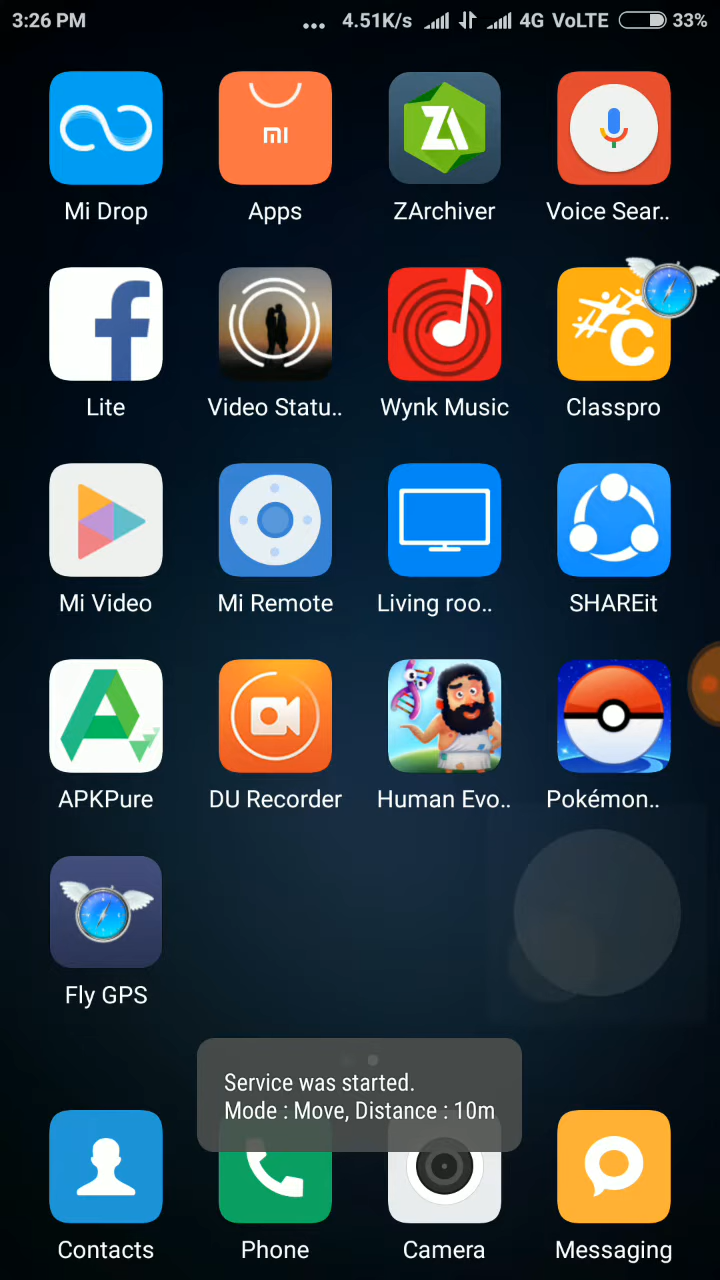 3:26 PM ... 4.51K/s 4G VoLTE 33%
mi
ZA
Mi Drop Apps ZArchiver Voice Sear..
f
#C
Lite Video Statu.. Wynk Music Classpro
Mi Video Mi Remote Living roo.. SHAREit
APKPure DU Recorder Human Evo.. Pokémon..
Fly GPS
Service was started.
Mode : Move, Distance : 10m
Contacts Phone Camera Messaging